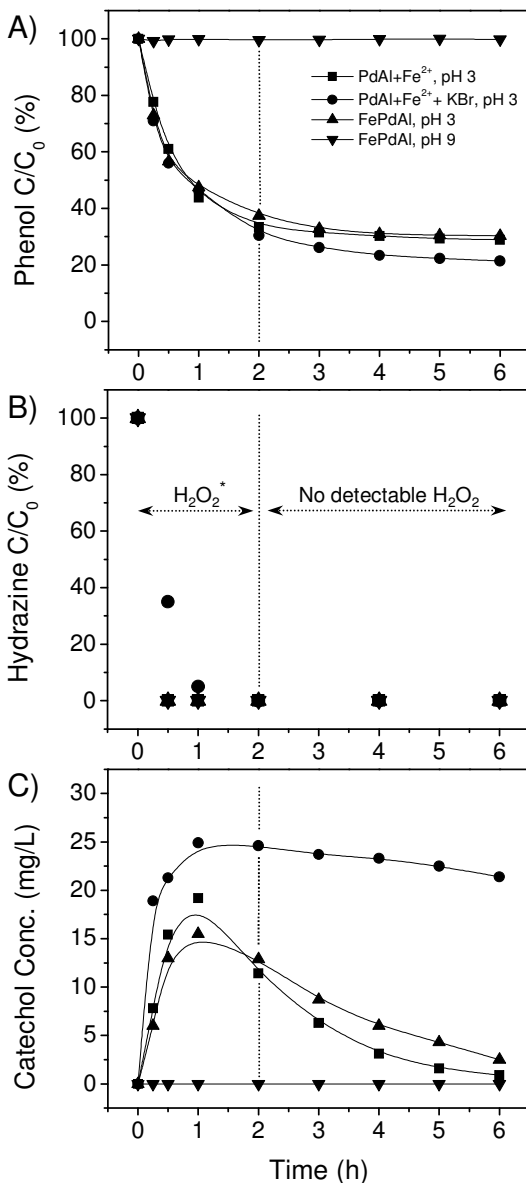 A)
Phenol C/C₀ (%)
100
80
60
40
20
0
PdAl+Fe²⁺, pH 3
PdAl+Fe²⁺+ KBr, pH 3
FePdAl, pH 3
FePdAl, pH 9
0 1 2 3 4 5 6
B)
Hydrazine C/C₀ (%)
100
80
60
40
20
0
H₂O₂*
No detectable H₂O₂
0 1 2 3 4 5 6
C)
Catechol Conc. (mg/L)
30
25
20
15
10
5
0
0 1 2 3 4 5 6
Time (h)